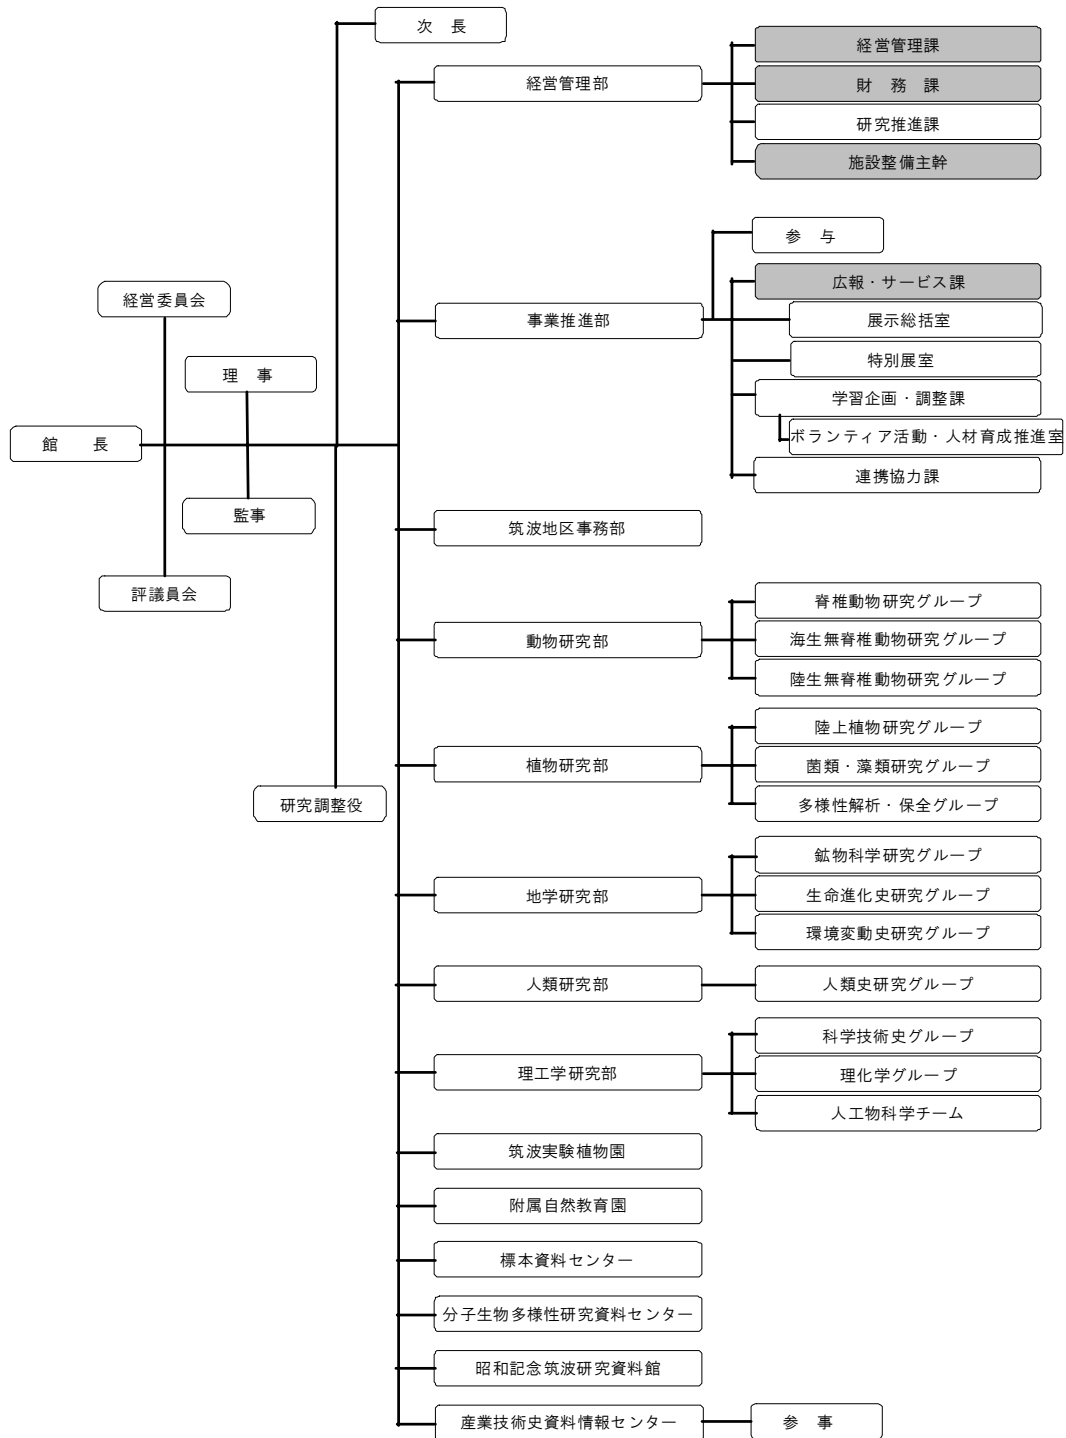 次 長
経営管理部
経営管理課
財 務 課
研究推進課
施設整備主幹
参 与
経営委員会
事業推進部
広報・サービス課
展示総括室
特別展室
理 事
学習企画・調整課
館 長
ボランティア活動・人材育成推進室
連携協力課
監事
筑波地区事務部
評議員会
動物研究部
脊椎動物研究グループ
海生無脊椎動物研究グループ
陸生無脊椎動物研究グループ
植物研究部
陸上植物研究グループ
菌類・藻類研究グループ
多様性解析・保全グループ
研究調整役
地学研究部
鉱物科学研究グループ
生命進化史研究グループ
環境変動史研究グループ
人類研究部
人類史研究グループ
理工学研究部
科学技術史グループ
理化学グループ
人工物科学チーム
筑波実験植物園
附属自然教育園
標本資料センター
分子生物多様性研究資料センター
昭和記念筑波研究資料館
産業技術史資料情報センター
参 事